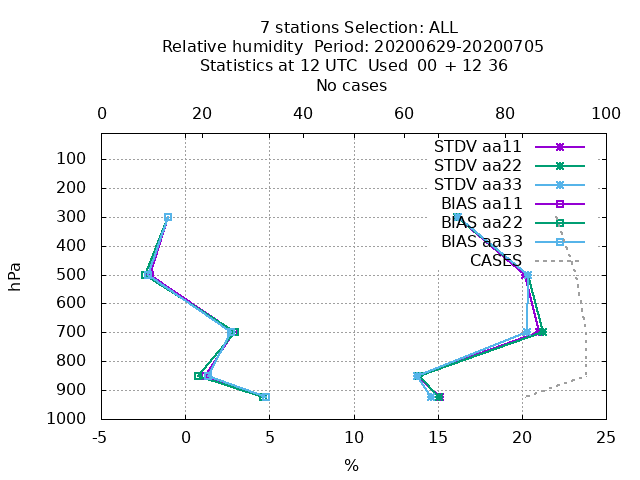 7 stations Selection: ALL
Relative humidity  Period: 20200629-20200705
Statistics at 12 UTC  Used  00 + 12 36
No cases
0 20 40 60 80 100
STDV aa11
STDV aa22
STDV aa33
BIAS aa11
BIAS aa22
BIAS aa33
CASES
100
200
300
400
500
600
700
800
900
1000
hPa
-5 0 5 10 15 20 25
%